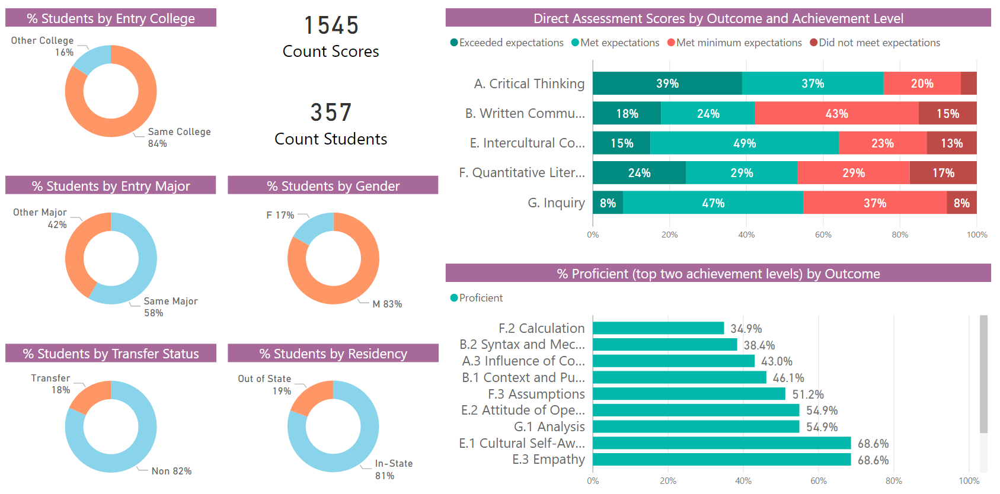 % Students by Entry College
Other College
16%
Same College
84%
1545
Count Scores
357
Count Students
% Students by Entry Major
Other Major
42%
Same Major
58%
% Students by Gender
F 17%
M 83%
% Students by Transfer Status
Transfer
18%
Non 82%
% Students by Residency
Out of State
19%
In-State
81%
Direct Assessment Scores by Outcome and Achievement Level
Exceeded expectations Met expectations Met minimum expectations Did not meet expectations
A. Critical Thinking 39% 37% 20%
B. Written Commu... 18% 24% 43% 15%
E. Intercultural Co... 15% 49% 23% 13%
F. Quantitative Liter... 24% 29% 29% 17%
G. Inquiry 8% 47% 37% 8%
0% 20% 40% 60% 80% 100%
% Proficient (top two achievement levels) by Outcome
Proficient
F.2 Calculation 34.9%
B.2 Syntax and Mec... 38.4%
A.3 Influence of Co... 43.0%
B.1 Context and Pu... 46.1%
F.3 Assumptions 51.2%
E.2 Attitude of Ope... 54.9%
G.1 Analysis 54.9%
E.1 Cultural Self-Aw... 68.6%
E.3 Empathy 68.6%
0% 20% 40% 60% 80% 100%